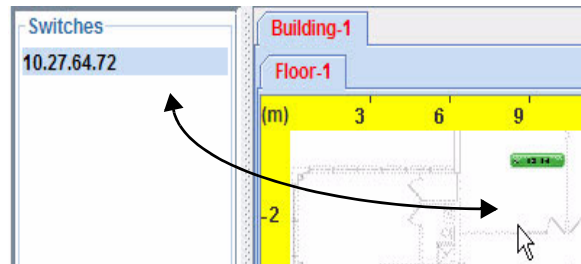 Switches
10.27.64.72
Building-1
Floor-1
(m) 3 6 9
-2